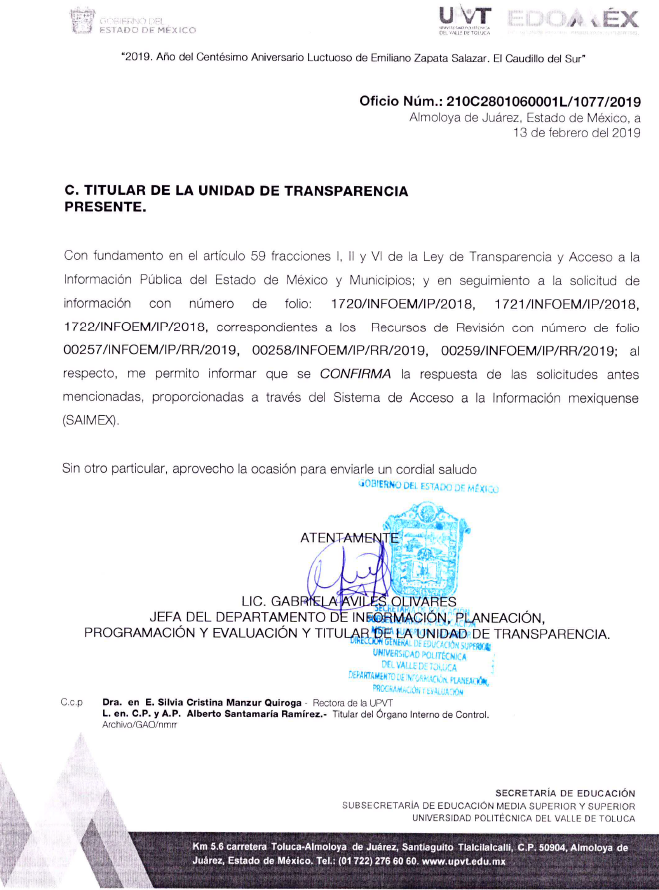 GOBIERNO DEL
ESTADO DE MÉXICO
UVT
UNIVERSIDAD POLITÉCNICA
DEL VALLE DE TOLUCA
EDOMÉX
"2019. Año del Centésimo Aniversario Luctuoso de Emiliano Zapata Salazar. El Caudillo del Sur"
Oficio Núm.: 210C2801060001L/1077/2019
Almoloya de Juárez, Estado de México, a
13 de febrero del 2019
C. TITULAR DE LA UNIDAD DE TRANSPARENCIA
PRESENTE.
Con fundamento en el artículo 59 fracciones I, II y VI de la Ley de Transparencia y Acceso a la
Información Pública del Estado de México y Municipios; y en seguimiento a la solicitud de
información con número de folio: 1720/INFOEM/IP/2018, 1721/INFOEM/IP/2018,
1722/INFOEM/IP/2018, correspondientes a los Recursos de Revisión con número de folio
00257/INFOEM/IP/RR/2019, 00258/INFOEM/IP/RR/2019, 00259/INFOEM/IP/RR/2019; al
respecto, me permito informar que se CONFIRMA la respuesta de las solicitudes antes
mencionadas, proporcionadas a través del Sistema de Acceso a la Información mexiquense
(SAIMEX).
Sin otro particular, aprovecho la ocasión para enviarle un cordial saludo
GOBIERNO DEL ESTADO DE MÉXICO
ATENTAMENTE
LIC. GABRIELA AVILES OLIVARES
JEFA DEL DEPARTAMENTO DE INFORMACIÓN, PLANEACIÓN,
PROGRAMACIÓN Y EVALUACIÓN Y TITULAR DE LA UNIDAD DE TRANSPARENCIA.
SECRETARÍA DE EDUCACIÓN
DIRECCIÓN GENERAL DE EDUCACIÓN SUPERIOR
UNIVERSIDAD POLITÉCNICA
DEL VALLE DE TOLUCA
DEPARTAMENTO DE INFORMACIÓN, PLANEACIÓN,
PROGRAMACIÓN Y EVALUACIÓN
C.c.p Dra. en E. Silvia Cristina Manzur Quiroga - Rectora de la UPVT
L. en. C.P. y A.P. Alberto Santamaría Ramírez.- Titular del Órgano Interno de Control.
Archivo/GAO/nmrr
SECRETARÍA DE EDUCACIÓN
SUBSECRETARÍA DE EDUCACIÓN MEDIA SUPERIOR Y SUPERIOR
UNIVERSIDAD POLITÉCNICA DEL VALLE DE TOLUCA
Km 5.6 carretera Toluca-Almoloya de Juárez, Santiaguito Tlalcilalcalli, C.P. 50904, Almoloya de
Juárez, Estado de México. Tel.: (01 722) 276 60 60. www.upvt.edu.mx